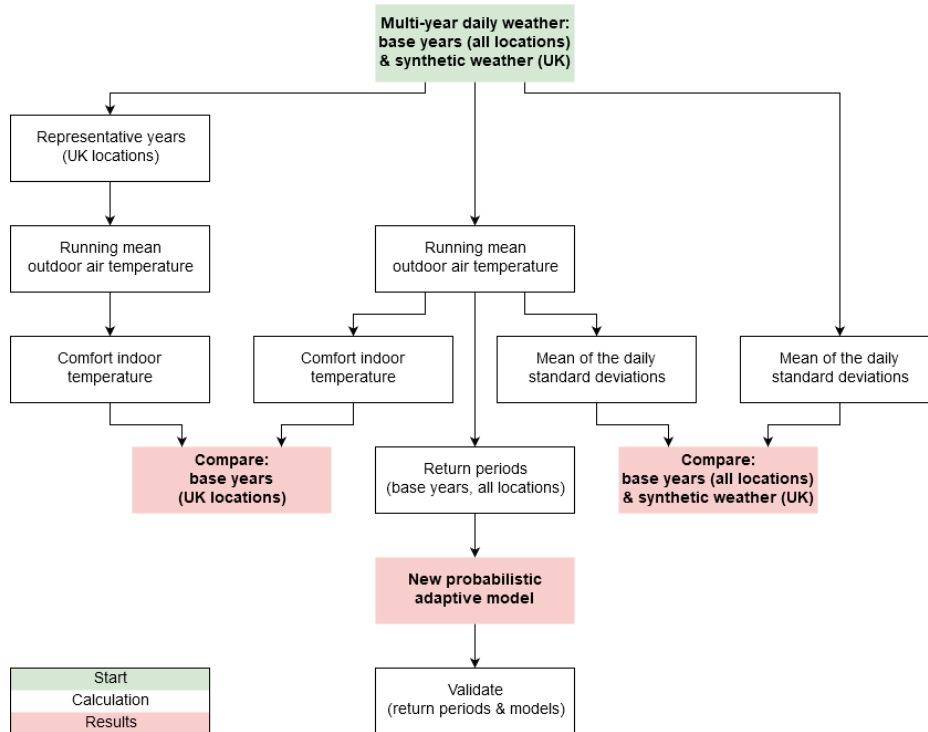 Multi-year daily weather:
base years (all locations)
& synthetic weather (UK)
Representative years
(UK locations)
Running mean
outdoor air temperature
Running mean
outdoor air temperature
Comfort indoor
temperature
Comfort indoor
temperature
Mean of the daily
standard deviations
Mean of the daily
standard deviations
Compare:
base years
(UK locations)
Return periods
(base years, all locations)
Compare:
base years (all locations)
& synthetic weather (UK)
New probabilistic
adaptive model
Validate
(return periods & models)
Start
Calculation
Results